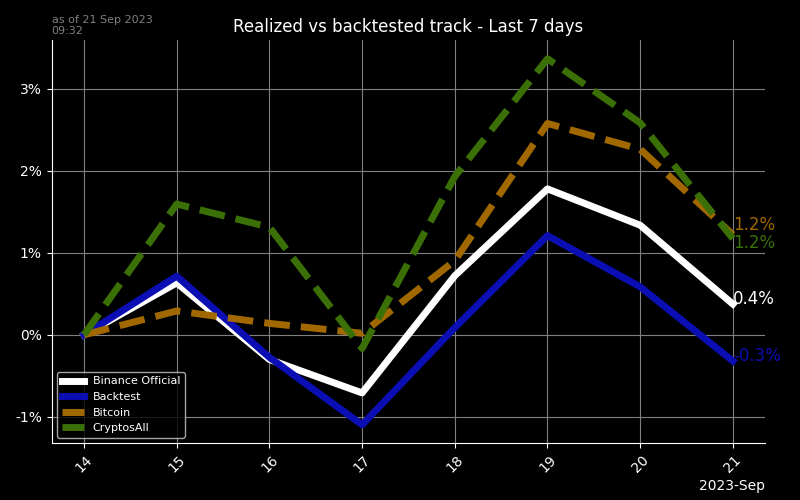 as of 21 Sep 2023
09:32
Realized vs backtested track - Last 7 days
3%
2%
1%
0%
-1%
1.2%
1.2%
0.4%
-0.3%
Binance Official
Backtest
Bitcoin
CryptosAll
14
15
16
17
18
19
20
21
2023-Sep